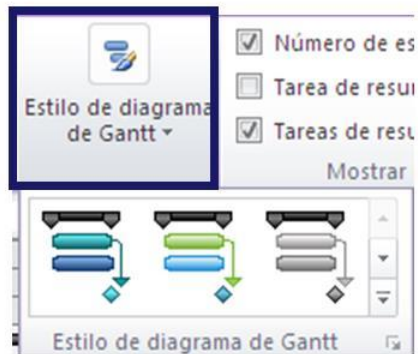 Estilo de diagrama
de Gantt
Número de es
Tarea de resu
Tareas de resu
Mostrar
Estilo de diagrama de Gantt